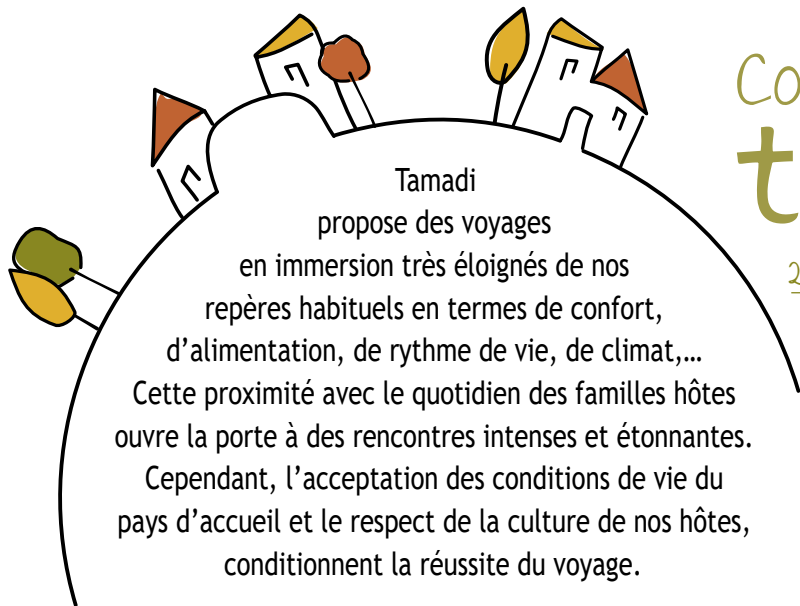 Tamadi
propose des voyages
en immersion très éloignés de nos
repères habituels en termes de confort,
d’alimentation, de rythme de vie, de climat,...
Cette proximité avec le quotidien des familles hôtes
ouvre la porte à des rencontres intenses et étonnantes.
Cependant, l’acceptation des conditions de vie du
pays d’accueil et le respect de la culture de nos hôtes,
conditionnent la réussite du voyage.
Co
t